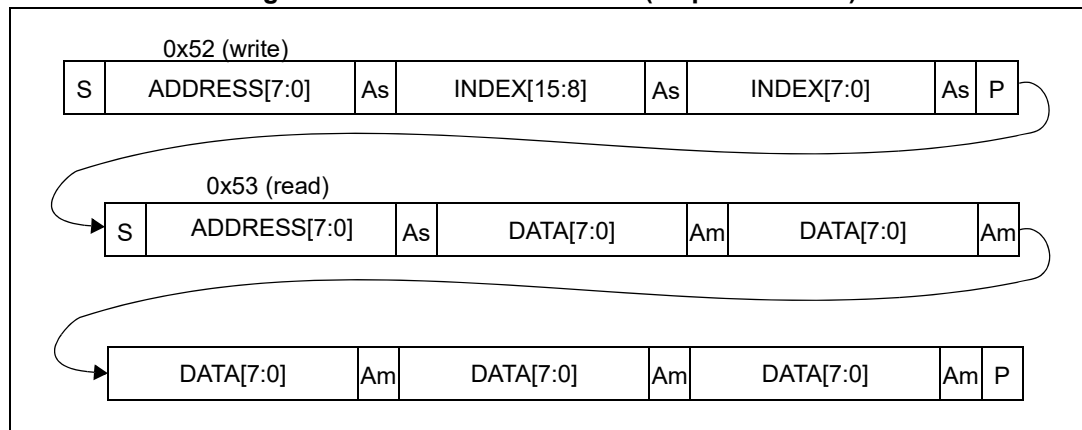 0x52 (write)
S ADDRESS[7:0] As INDEX[15:8] As INDEX[7:0] As P
0x53 (read)
S ADDRESS[7:0] As DATA[7:0] Am DATA[7:0] Am
DATA[7:0] Am DATA[7:0] Am DATA[7:0] Am P